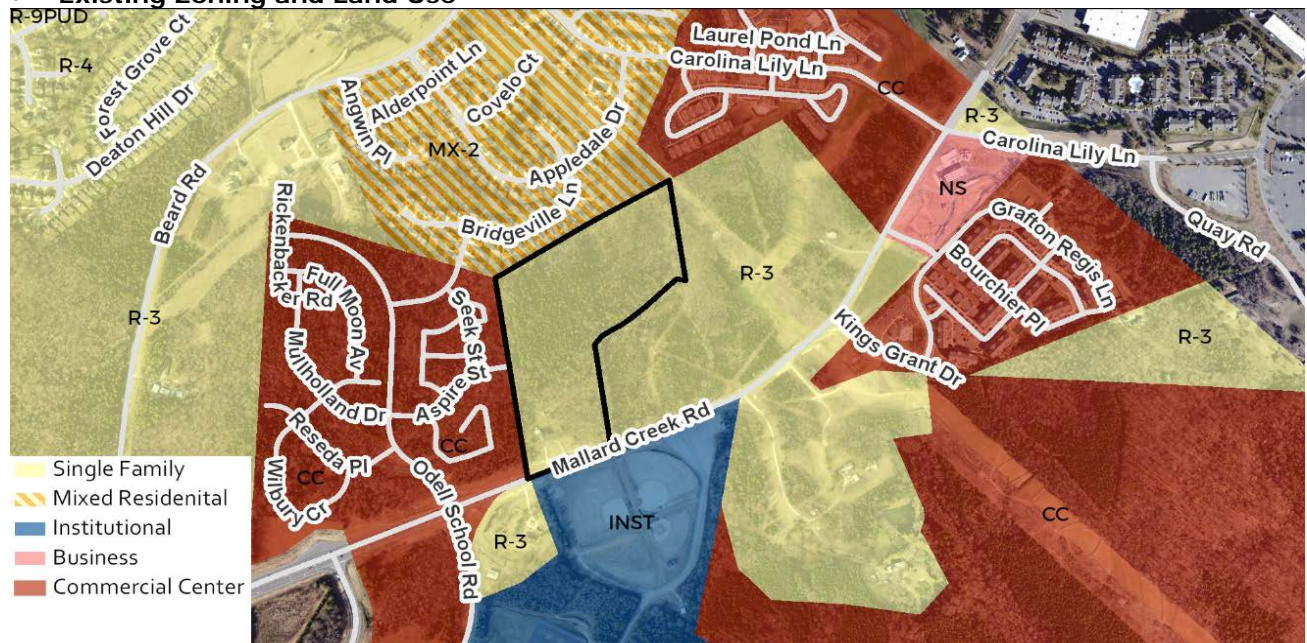 Existing Zoning and Land Use
R-9PUD
R-4
Forest Grove Ct
Deaton Hill Dr
Beard Rd
R-3
Angwin Pl
Alderpoint Ln
Covelo Ct
MX-2
Appledale Dr
Bridgeville Ln
Laurel Pond Ln
Carolina Lily Ln
CC
R-3
Carolina Lily Ln
NS
Quay Rd
Grafton Regis Ln
Bourchier Pl
R-3
Kings Grant Dr
R-3
Rickenbacker Rd
Full Moon Av
Mullholland Dr
Seek St
Aspire St
CC
Reseda Pl
CC
Wilbury Ct
Odell School Rd
Mallard Creek Rd
R-3
INST
CC
Single Family
Mixed Residenital
Institutional
Business
Commercial Center